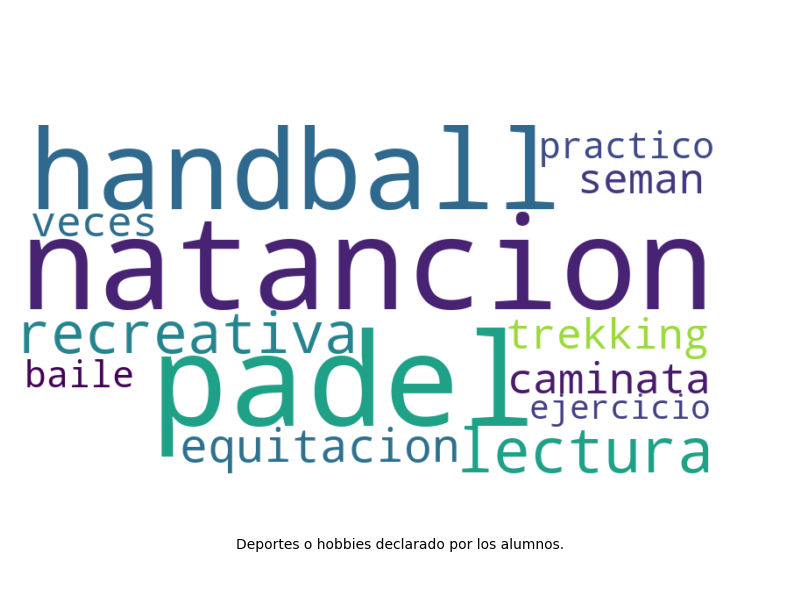 handball
practico
seman
veces
natancion
recreativa
trekking
padel
baile
caminata
ejercicio
equitacion
lectura
Deportes o hobbies declarado por los alumnos.